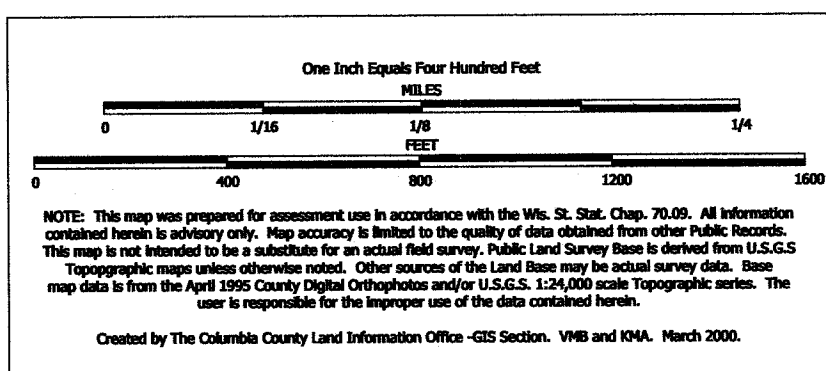 One Inch Equals Four Hundred Feet
MILES
0 1/16 1/8 1/4
FEET
0 400 800 1200 1600
NOTE: This map was prepared for assessment use in accordance with the Wis. St. Stat. Chap. 70.09. All information
contained herein is advisory only. Map accuracy is limited to the quality of data obtained from other Public Records.
This map is not intended to be a substitute for an actual field survey. Public Land Survey Base is derived from U.S.G.S
Topopgraphic maps unless otherwise noted. Other sources of the Land Base may be actual survey data. Base
map data is from the April 1995 County Digital Orthophotos and/or U.S.G.S. 1:24,000 scale Topographic series. The
user is responsible for the improper use of the data contained herein.
Created by The Columbia County Land Information Office -GIS Section. VMB and KMA. March 2000.